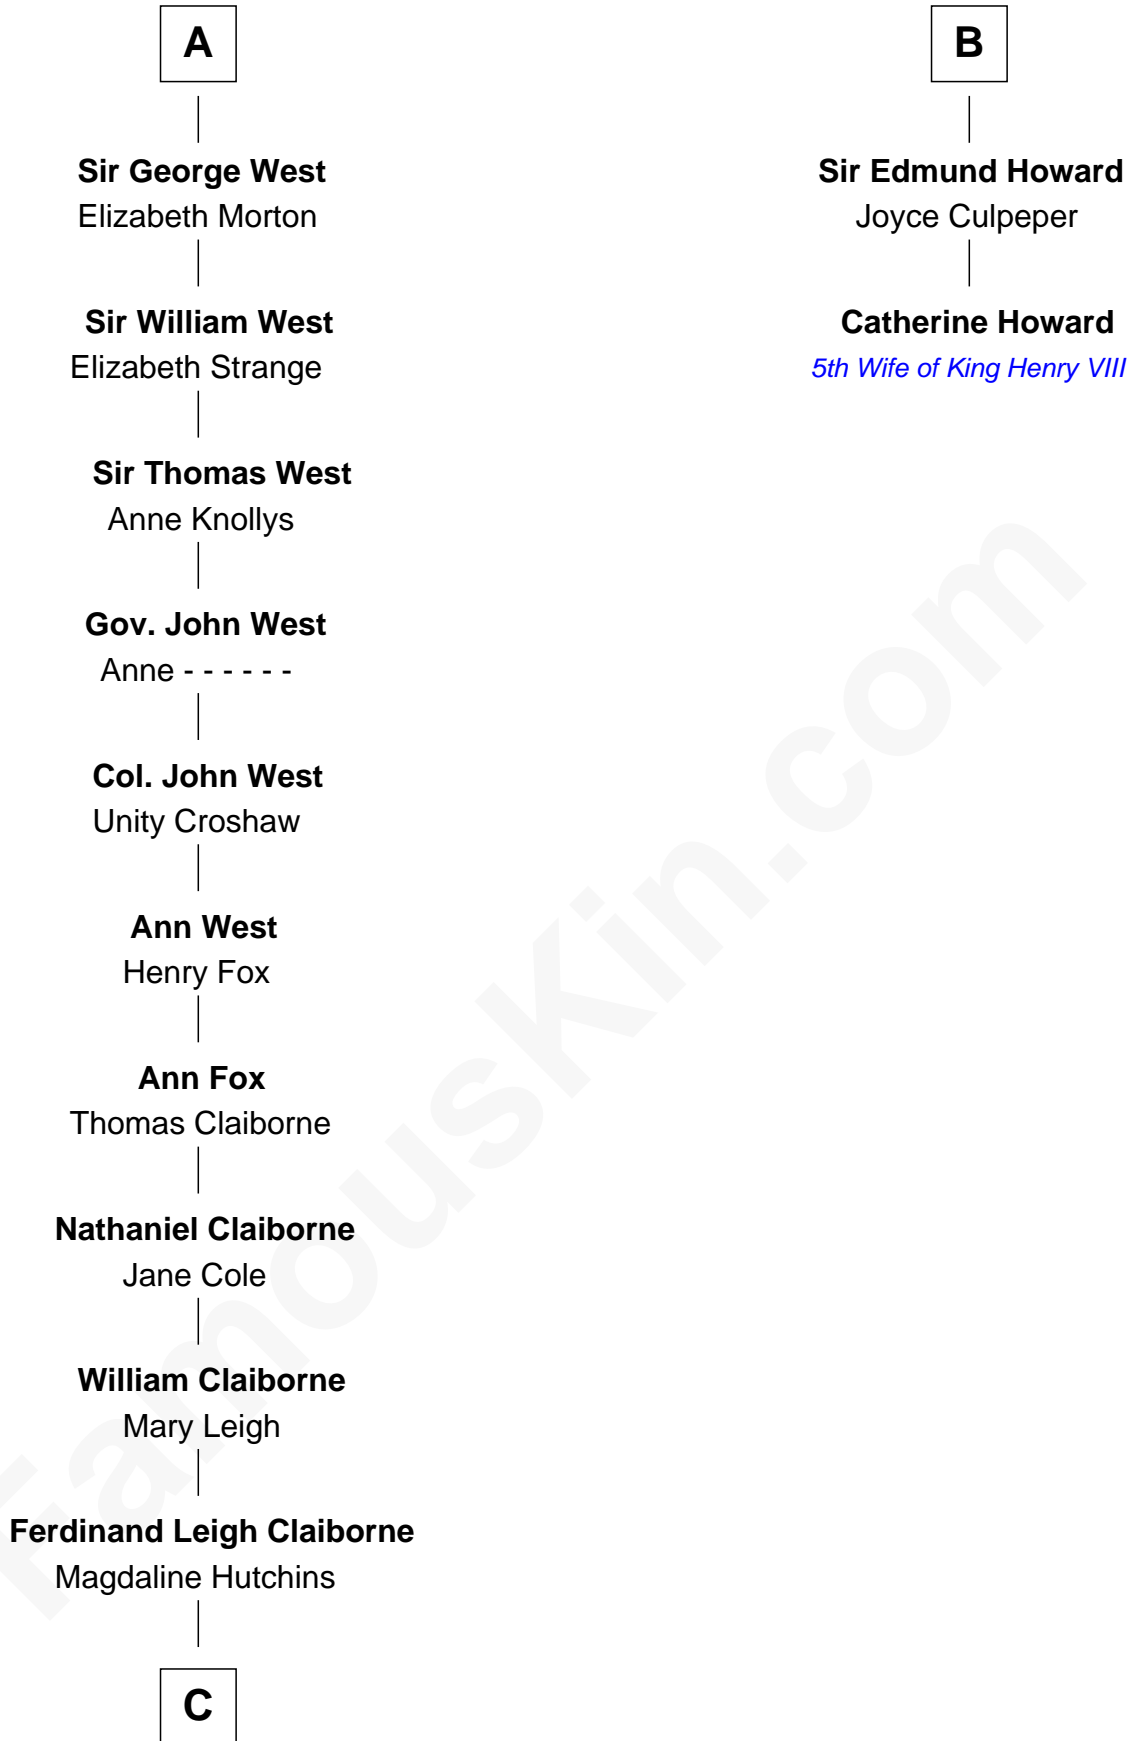 A
Sir George West
Elizabeth Morton
Sir William West
Elizabeth Strange
Sir Thomas West
Anne Knollys
Gov. John West
Anne - - - - - -
Col. John West
Unity Croshaw
Ann West
Henry Fox
Ann Fox
Thomas Claiborne
Nathaniel Claiborne
Jane Cole
William Claiborne
Mary Leigh
Ferdinand Leigh Claiborne
Magdaline Hutchins
C
B
Sir Edmund Howard
Joyce Culpeper
Catherine Howard
5th Wife of King Henry VIII
FamousKin.com